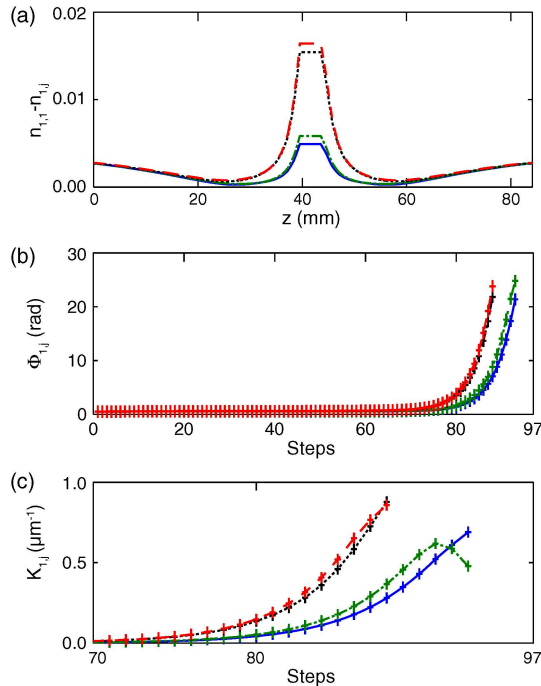 (a)
0.02
0.01
0.00
n1,1-n1,j
0 20 40 60 80
z (mm)
(b)
30
20
10
0
Φ1,j (rad)
0 20 40 60 80 97
Steps
(c)
1.0
0.5
0.0
K1,j (μm-1)
70 80 97
Steps